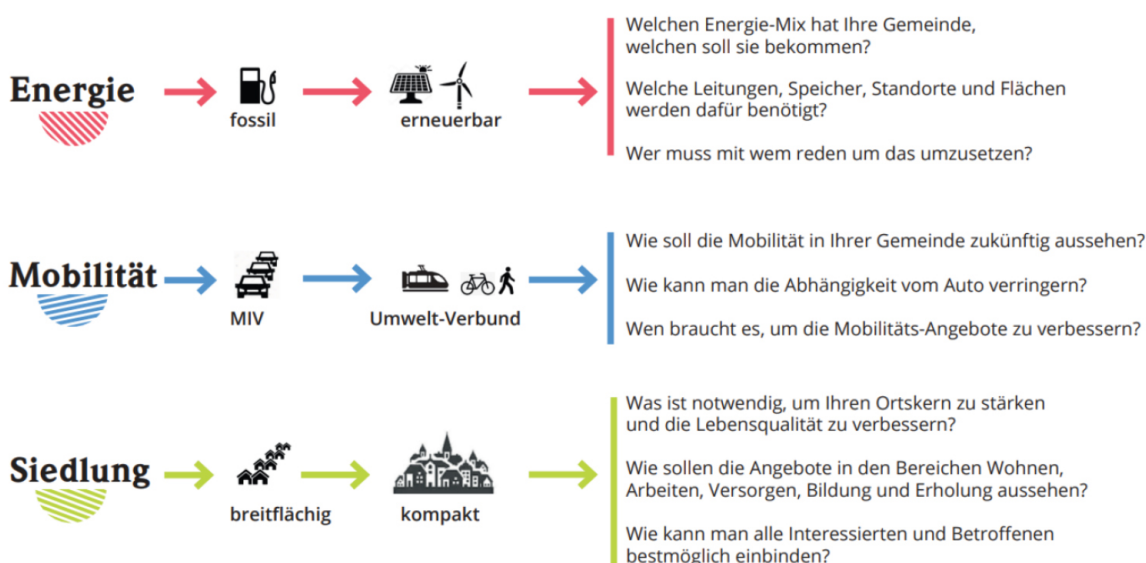 Energie
fossil
erneuerbar
Welchen Energie-Mix hat Ihre Gemeinde,
welchen soll sie bekommen?
Welche Leitungen, Speicher, Standorte und Flächen
werden dafür benötigt?
Wer muss mit wem reden um das umzusetzen?
Mobilität
MIV
Umwelt-Verbund
Wie soll die Mobilität in Ihrer Gemeinde zukünftig aussehen?
Wie kann man die Abhängigkeit vom Auto verringern?
Wen braucht es, um die Mobilitäts-Angebote zu verbessern?
Siedlung
breitflächig
kompakt
Was ist notwendig, um Ihren Ortskern zu stärken
und die Lebensqualität zu verbessern?
Wie sollen die Angebote in den Bereichen Wohnen,
Arbeiten, Versorgen, Bildung und Erholung aussehen?
Wie kann man alle Interessierten und Betroffenen
bestmöglich einbinden?